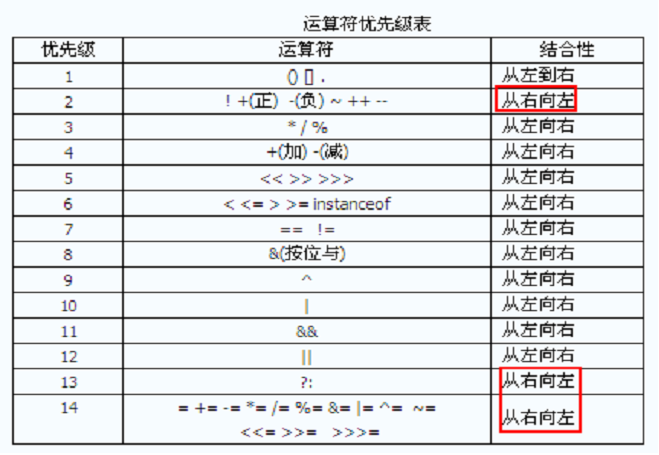 运算符优先级表
优先级 运算符 结合性
1 () [] . 从左到右
2 ! +(正) -(负) ~ ++ -- 从右向左
3 * / % 从左向右
4 +(加) -(减) 从左向右
5 << >> >>> 从左向右
6 < <= > >= instanceof 从左向右
7 == != 从左向右
8 &(按位与) 从左向右
9 ^ 从左向右
10 | 从左向右
11 && 从左向右
12 || 从左向右
13 ?: 从右向左
14 = += -= *= /= %= &= |= ^= ~= 从右向左
<<= >>= >>>=